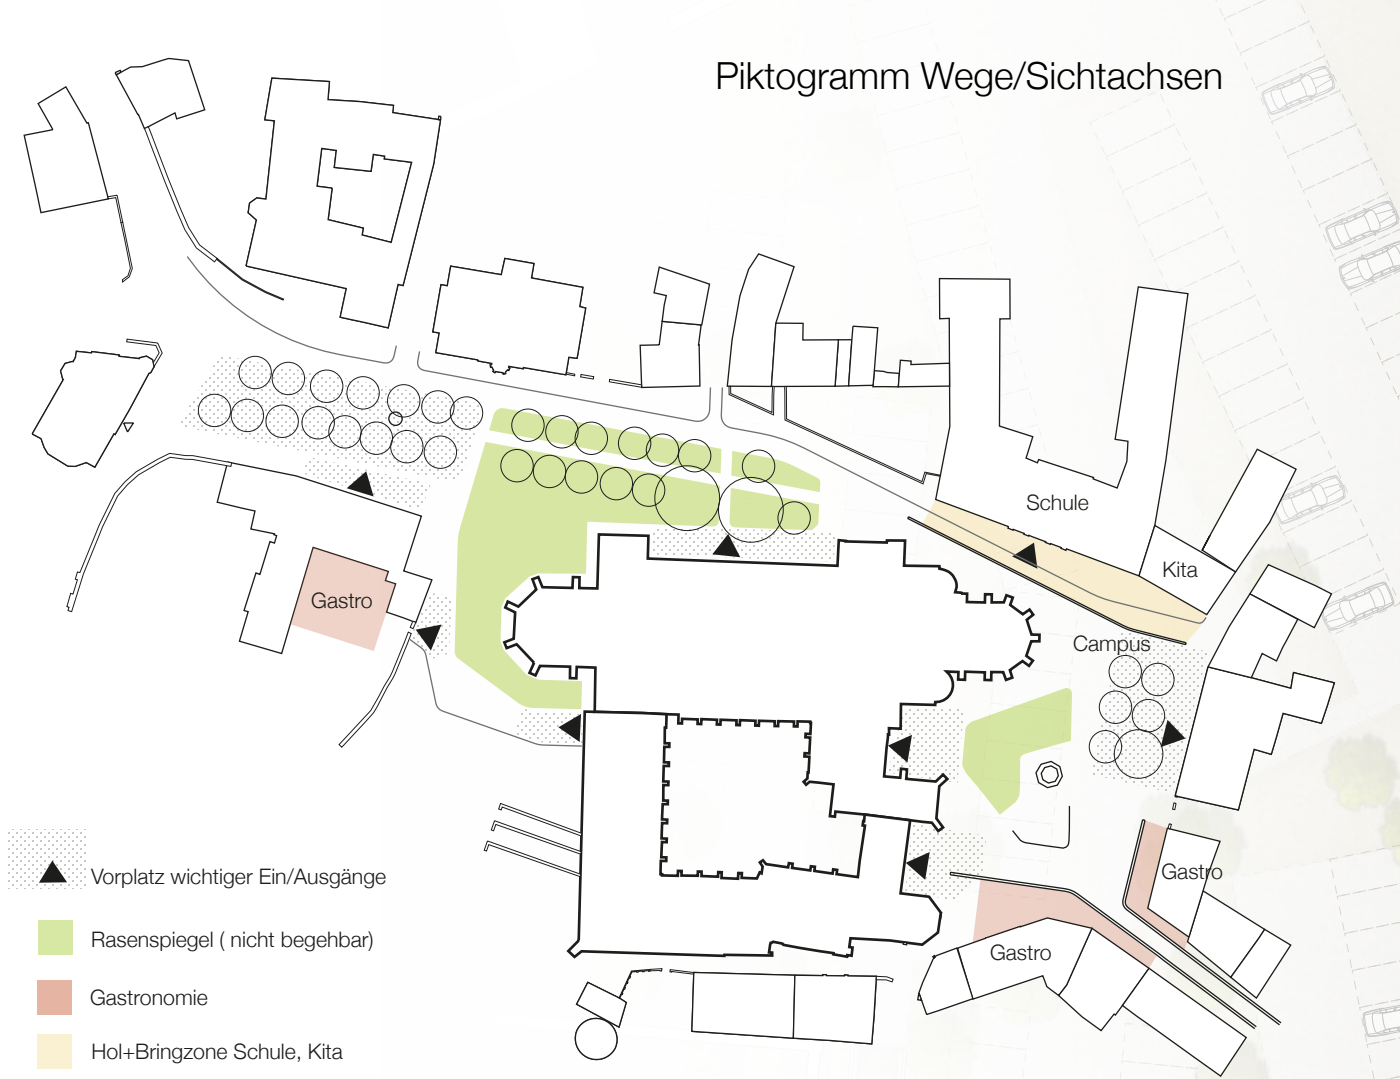 Piktogramm Wege/Sichtachsen
Schule
Kita
Gastro
Campus
Gastro
Gastro
Vorplatz wichtiger Ein/Ausgänge
Rasenspiegel ( nicht begehbar)
Gastronomie
Hol+Bringzone Schule, Kita